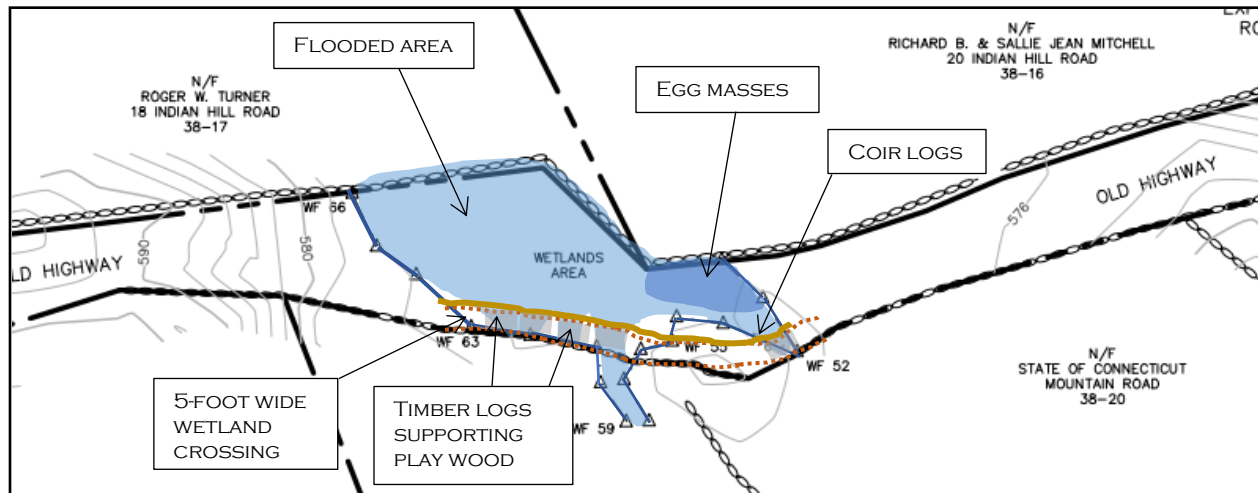 FLOODED AREA
N/F
RICHARD B. & SALLIE JEAN MITCHELL
20 INDIAN HILL ROAD
38-16
N/F
ROGER W. TURNER
18 INDIAN HILL ROAD
38-17
EGG MASSES
COIR LOGS
WF 66
OLD HIGHWAY
576
WETLANDS
AREA
590
580
LD HIGHWAY
WF 63
WF 55
WF 52
N/F
STATE OF CONNECTICUT
MOUNTAIN ROAD
38-20
5-FOOT WIDE
WETLAND
CROSSING
TIMBER LOGS
SUPPORTING
PLAY WOOD
WF 59